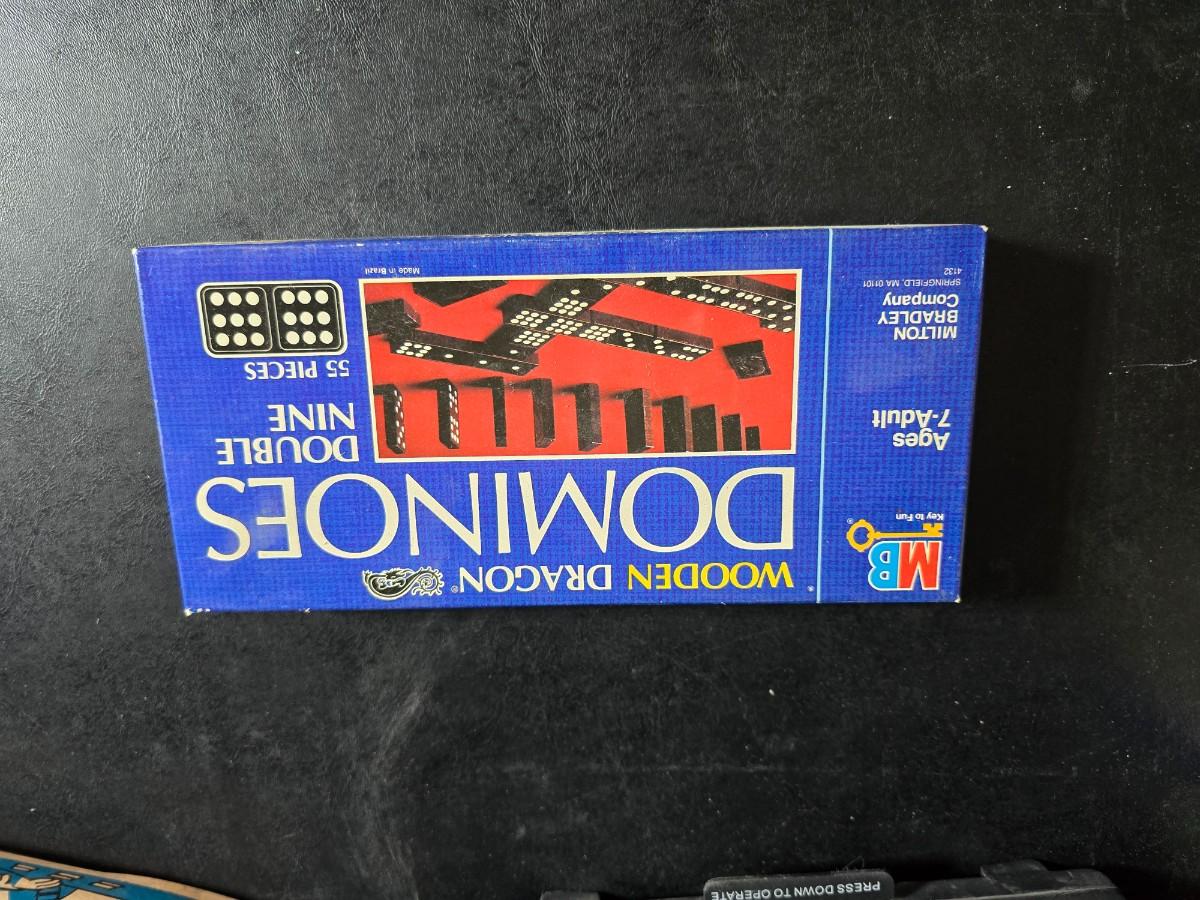 MB
Key to Fun
Ages
7-Adult
MILTON
BRADLEY
Company
SPRINGFIELD, MA 01101
4132
WOODEN DRAGON®
DOMINOES
DOUBLE
NINE
55 PIECES
Made in Brazil
PRESS DOWN TO OPERATE